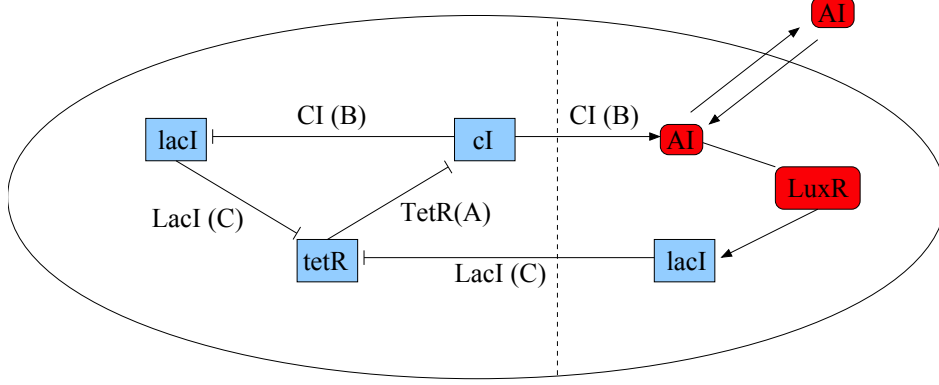 AI
CI (B)
CI (B)
lacI
cI
AI
LuxR
LacI (C)
TetR(A)
tetR
LacI (C)
lacI